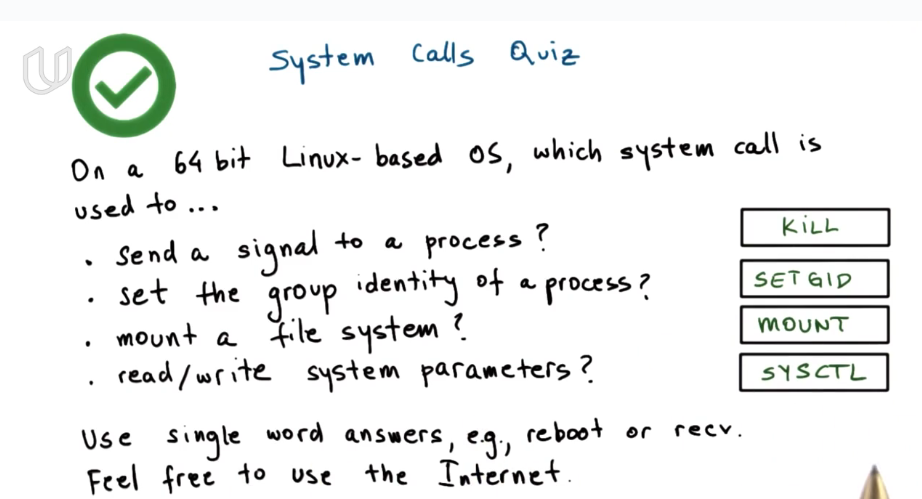 System Calls Quiz
On a 64 bit Linux-based OS, which system call is
used to ...
• send a signal to a process? KILL
• set the group identity of a process? SETGID
• mount a file system? MOUNT
• read/write system parameters? SYSCTL
Use single word answers, e.g., reboot or recv.
Feel free to use the Internet.